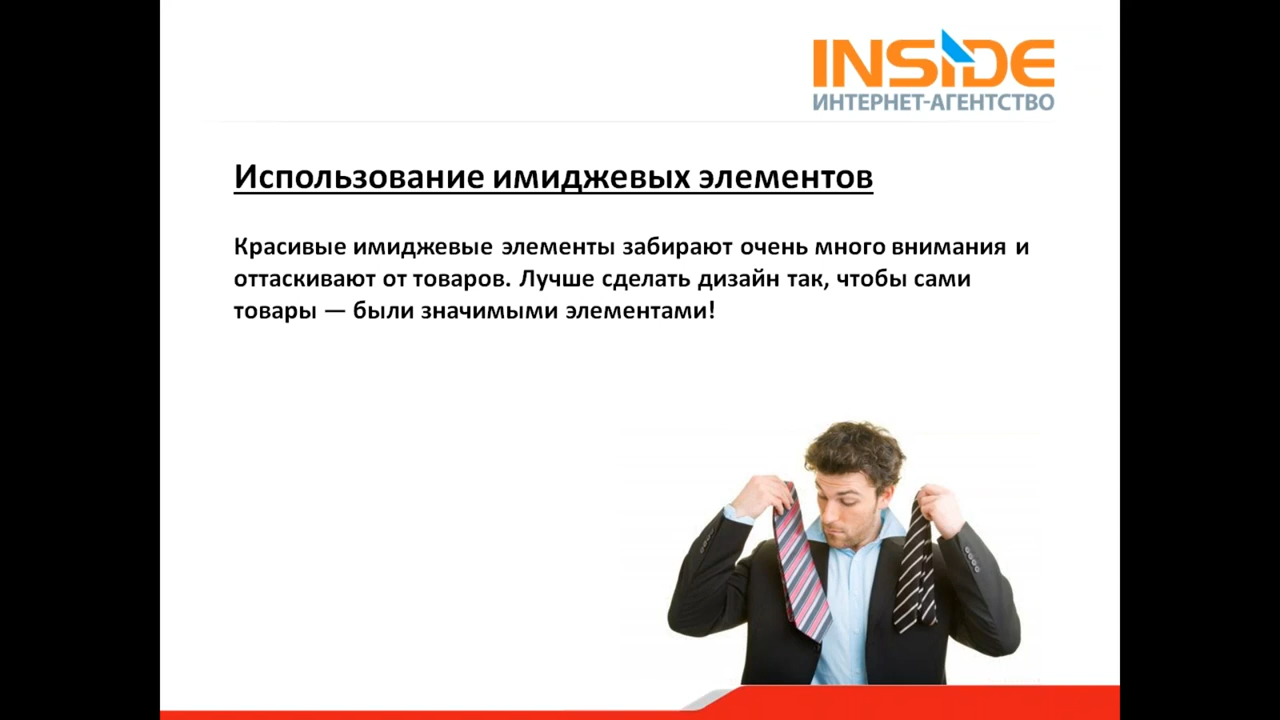 INSIDE
ИНТЕРНЕТ-АГЕНТСТВО
Использование имиджевых элементов
Красивые имиджевые элементы забирают очень много внимания и
оттаскивают от товаров. Лучше сделать дизайн так, чтобы сами
товары — были значимыми элементами!